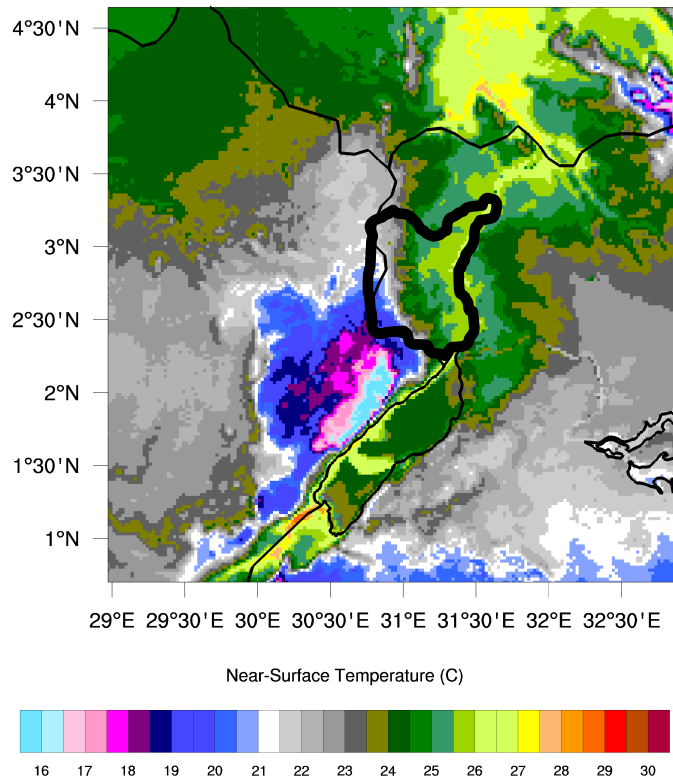 4°30'N
4°N
3°30'N
3°N
2°30'N
2°N
1°30'N
1°N
29°E 29°30'E 30°E 30°30'E 31°E 31°30'E 32°E 32°30'E
Near-Surface Temperature (C)
16 17 18 19 20 21 22 23 24 25 26 27 28 29 30